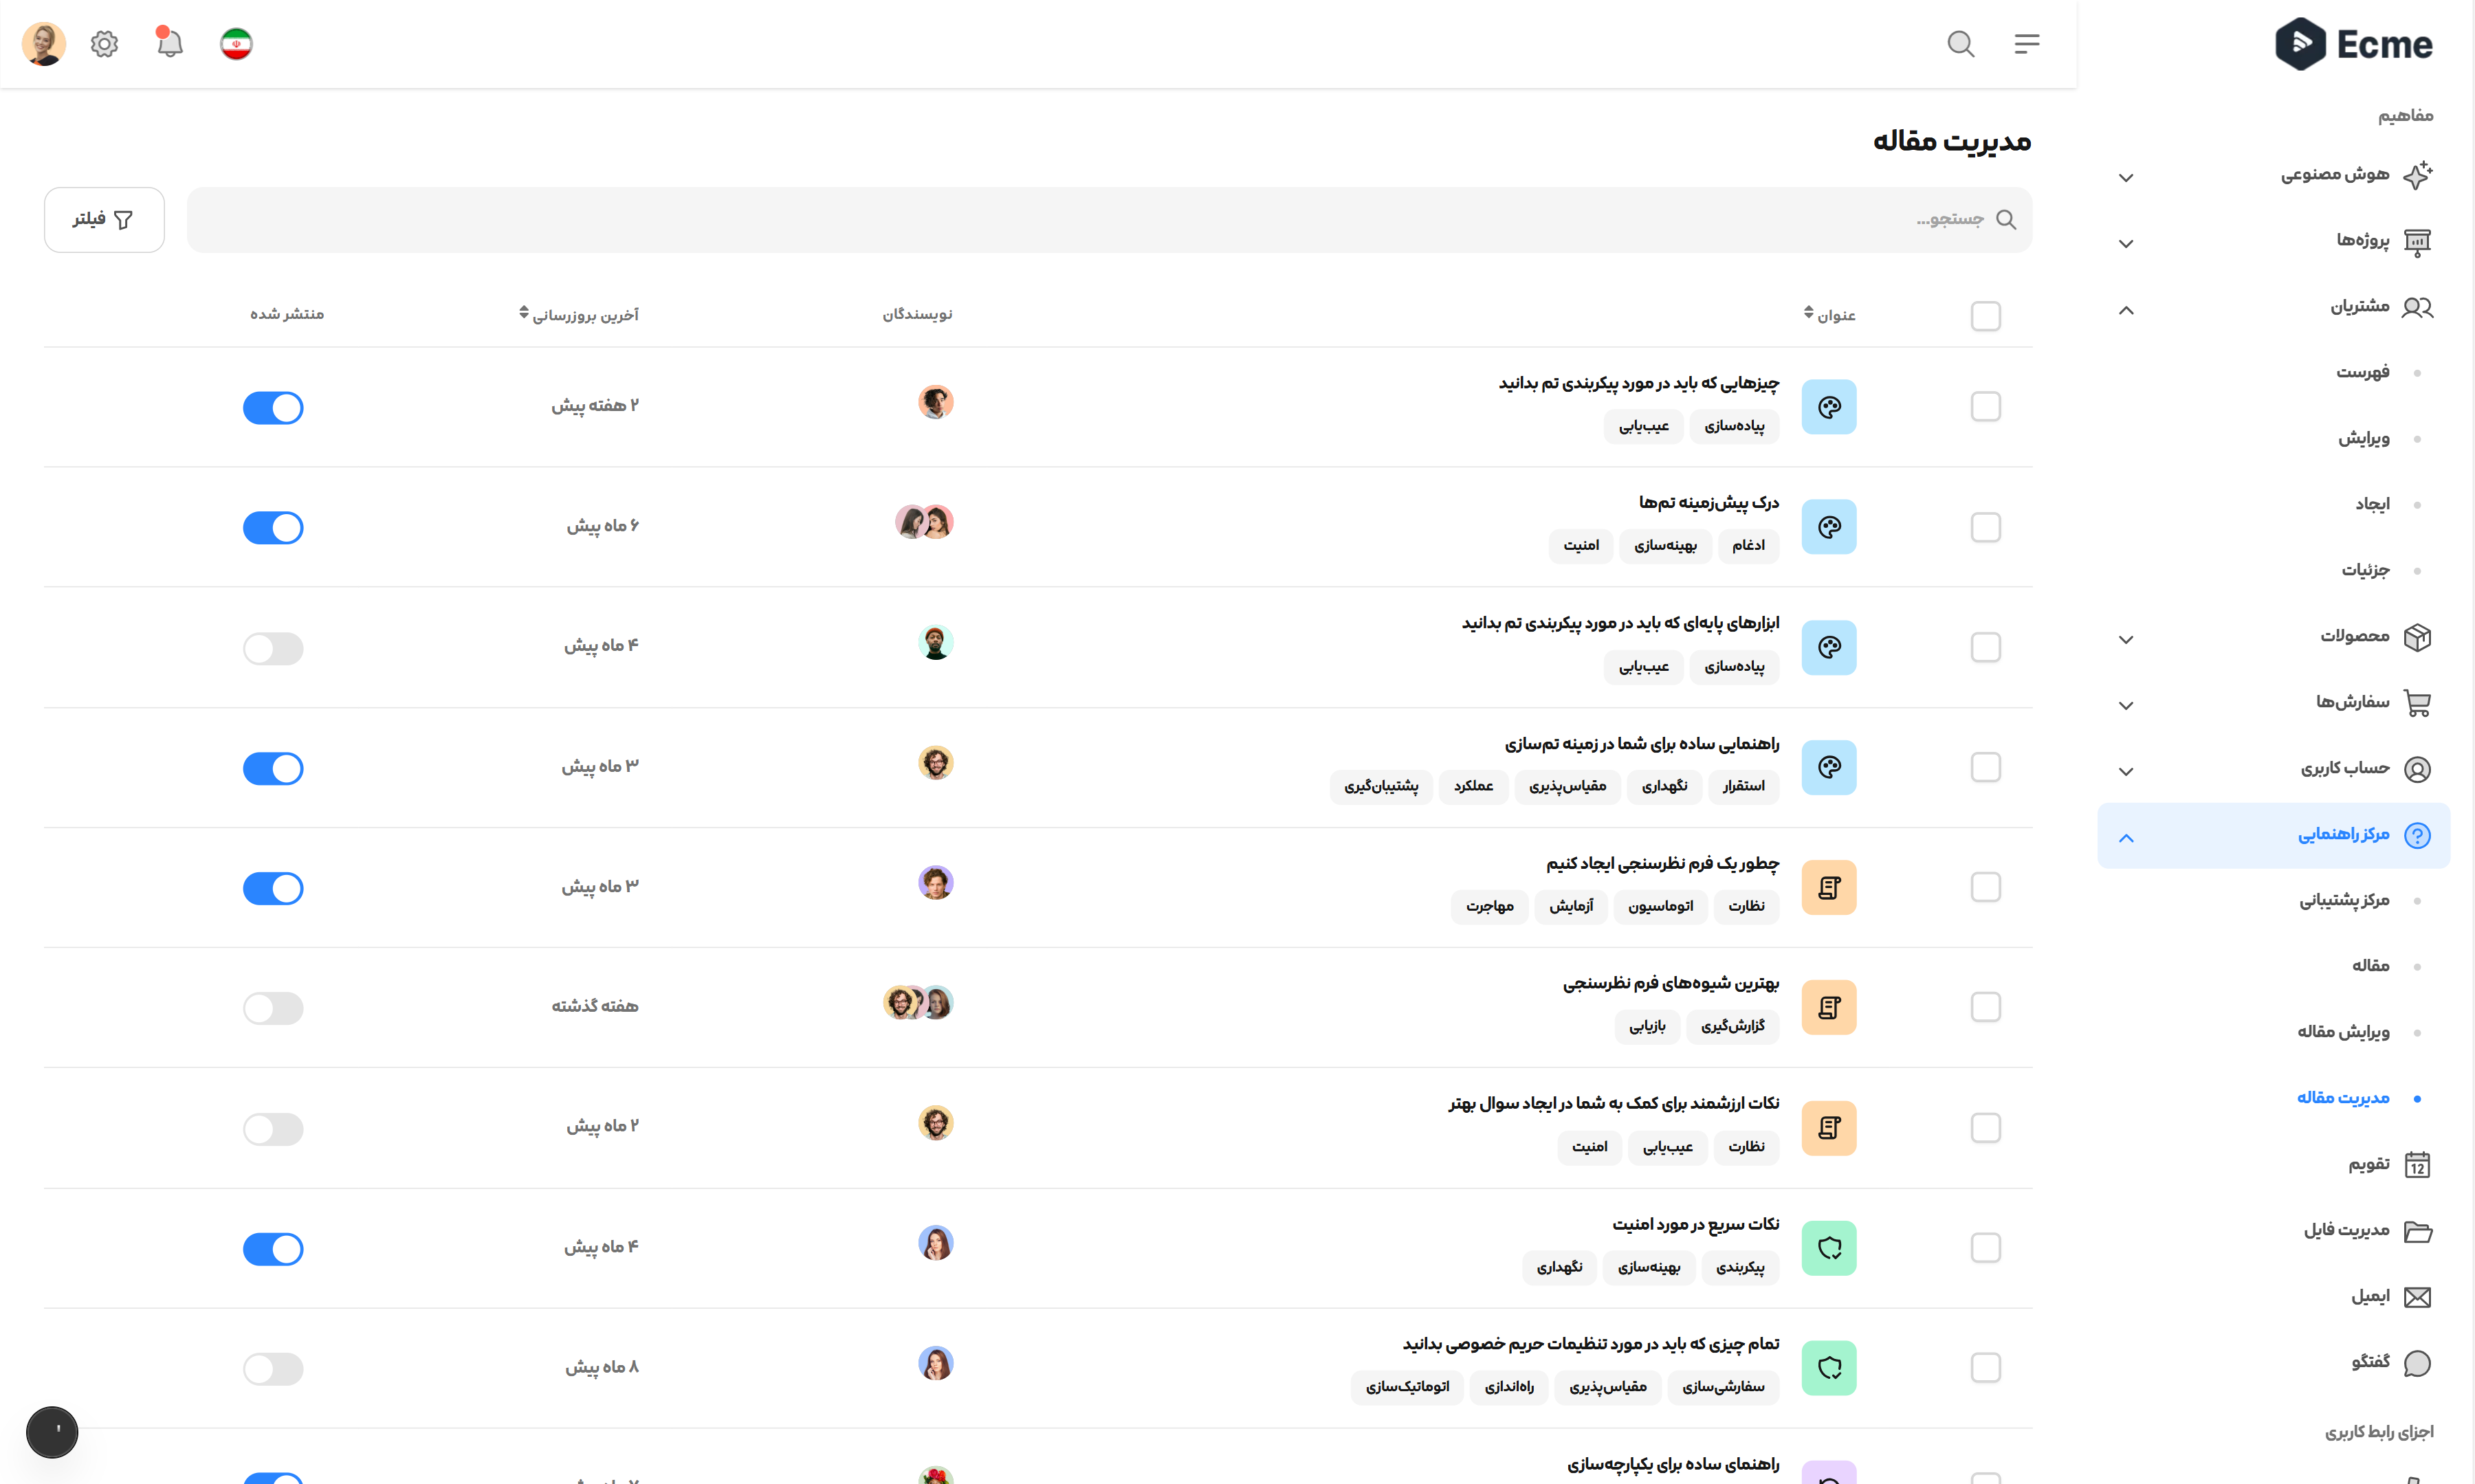 Ecme
مفاهیم
هوش مصنوعی
پروژه‌ها
مشتریان
فهرست
ویرایش
ایجاد
جزئیات
محصولات
سفارش‌ها
حساب کاربری
مرکز راهنمایی
مرکز پشتیبانی
مقاله
ویرایش مقاله
مدیریت مقاله
تقویم
12
مدیریت فایل
ایمیل
گفتگو
اجزای رابط کاربری
مدیریت مقاله
جستجو...
فیلتر
عنوان نویسندگان آخرین بروزرسانی منتشر شده
چیزهایی که باید در مورد پیکربندی تم بدانید
پیاده‌سازی عیب‌یابی
۲ هفته پیش
درک پیش‌زمینه تم‌ها
ادغام بهینه‌سازی امنیت
۶ ماه پیش
ابزارهای پایه‌ای که باید در مورد پیکربندی تم بدانید
پیاده‌سازی عیب‌یابی
۴ ماه پیش
راهنمایی ساده برای شما در زمینه تم‌سازی
استقرار نگهداری مقیاس‌پذیری عملکرد پشتیبان‌گیری
۳ ماه پیش
چطور یک فرم نظرسنجی ایجاد کنیم
نظارت اتوماسیون آزمایش مهاجرت
۳ ماه پیش
بهترین شیوه‌های فرم نظرسنجی
گزارش‌گیری بازیابی
هفته گذشته
نکات ارزشمند برای کمک به شما در ایجاد سوال بهتر
نظارت عیب‌یابی امنیت
۲ ماه پیش
نکات سریع در مورد امنیت
پیکربندی بهینه‌سازی نگهداری
۴ ماه پیش
تمام چیزی که باید در مورد تنظیمات حریم خصوصی بدانید
سفارشی‌سازی مقیاس‌پذیری راه‌اندازی اتوماتیک‌سازی
۸ ماه پیش
راهنمای ساده برای یکپارچه‌سازی